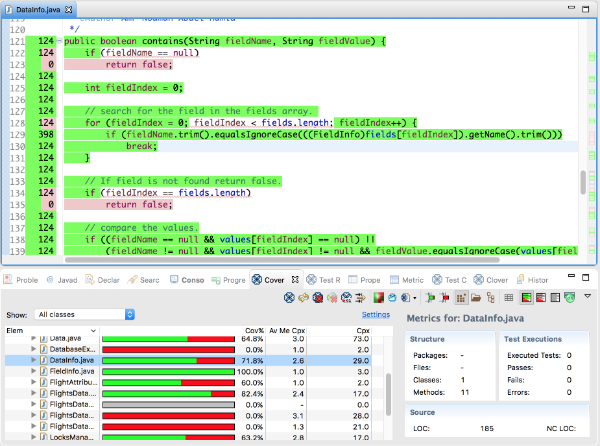 DataInfo.java
*/
121 124 public boolean contains(String fieldName, String fieldValue) {
122 124 if (fieldName == null)
123 0 return false;
124 124
125 124 int fieldIndex = 0;
126 124
127 124 // search for the field in the fields array.
128 124 for (fieldIndex = 0; fieldIndex < fields.length; fieldIndex++) {
129 398 if (fieldName.trim().equalsIgnoreCase(((FieldInfo)fields[fieldIndex]).getName().trim()))
130 124 break;
131 124 }
132 124
133 124 // If field is not found return false.
134 124 if (fieldIndex == fields.length)
135 0 return false;
136 124
137 124 // compare the values.
138 124 if ((fieldName == null && values[fieldIndex] == null) ||
139 124 (fieldName != null && values[fieldIndex] != null && fieldValue.equalsIgnoreCase(values[fiel
Proble Javad Declar Searc Conso Progre Cover Test R Prope Metric Test C Clover Histor
Show: All classes Settings
Elem Cov% Av Me Cpx Cpx
Data.java 64.8% 3.0 73.0
DatabaseEx... 0.0% 1.0 2.0
DataInfo.java 71.8% 2.6 29.0
FieldInfo.java 100.0% 1.0 3.0
FlightAttribu... 60.0% 1.0 2.0
FlightsData... 82.4% 2.4 17.0
FlightsData... - 0.0 0.0
FlightsData... 0.0% 3.1 28.0
FlightsData... 0.0% 1.3 21.0
LocksMana... 63.2% 2.8 17.0
Metrics for: DataInfo.java
Structure
Packages: -
Files: -
Classes: 1
Methods: 11
Test Executions
Executed Tests: 0
Passes: 0
Fails: 0
Errors: 0
Source
LOC: 185 NC LOC: